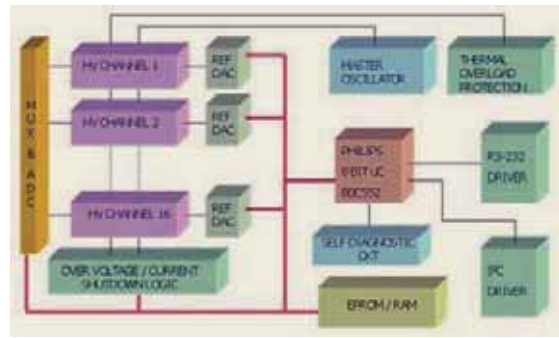 HV CHANNEL 1
REF
DAC
MASTER
OSCILLATOR
THERMAL
OVERLOAD
PROTECTION
MUX & ADC
HV CHANNEL 2
REF
DAC
PHILIPS
8 BIT UC
80C552
RS-232
DRIVER
HV CHANNEL 16
REF
DAC
SELF DIAGNOSTIC
CKT
OVER VOLTAGE / CURRENT
SHUTDOWN LOGIC
DRIVER
EPROM / RAM